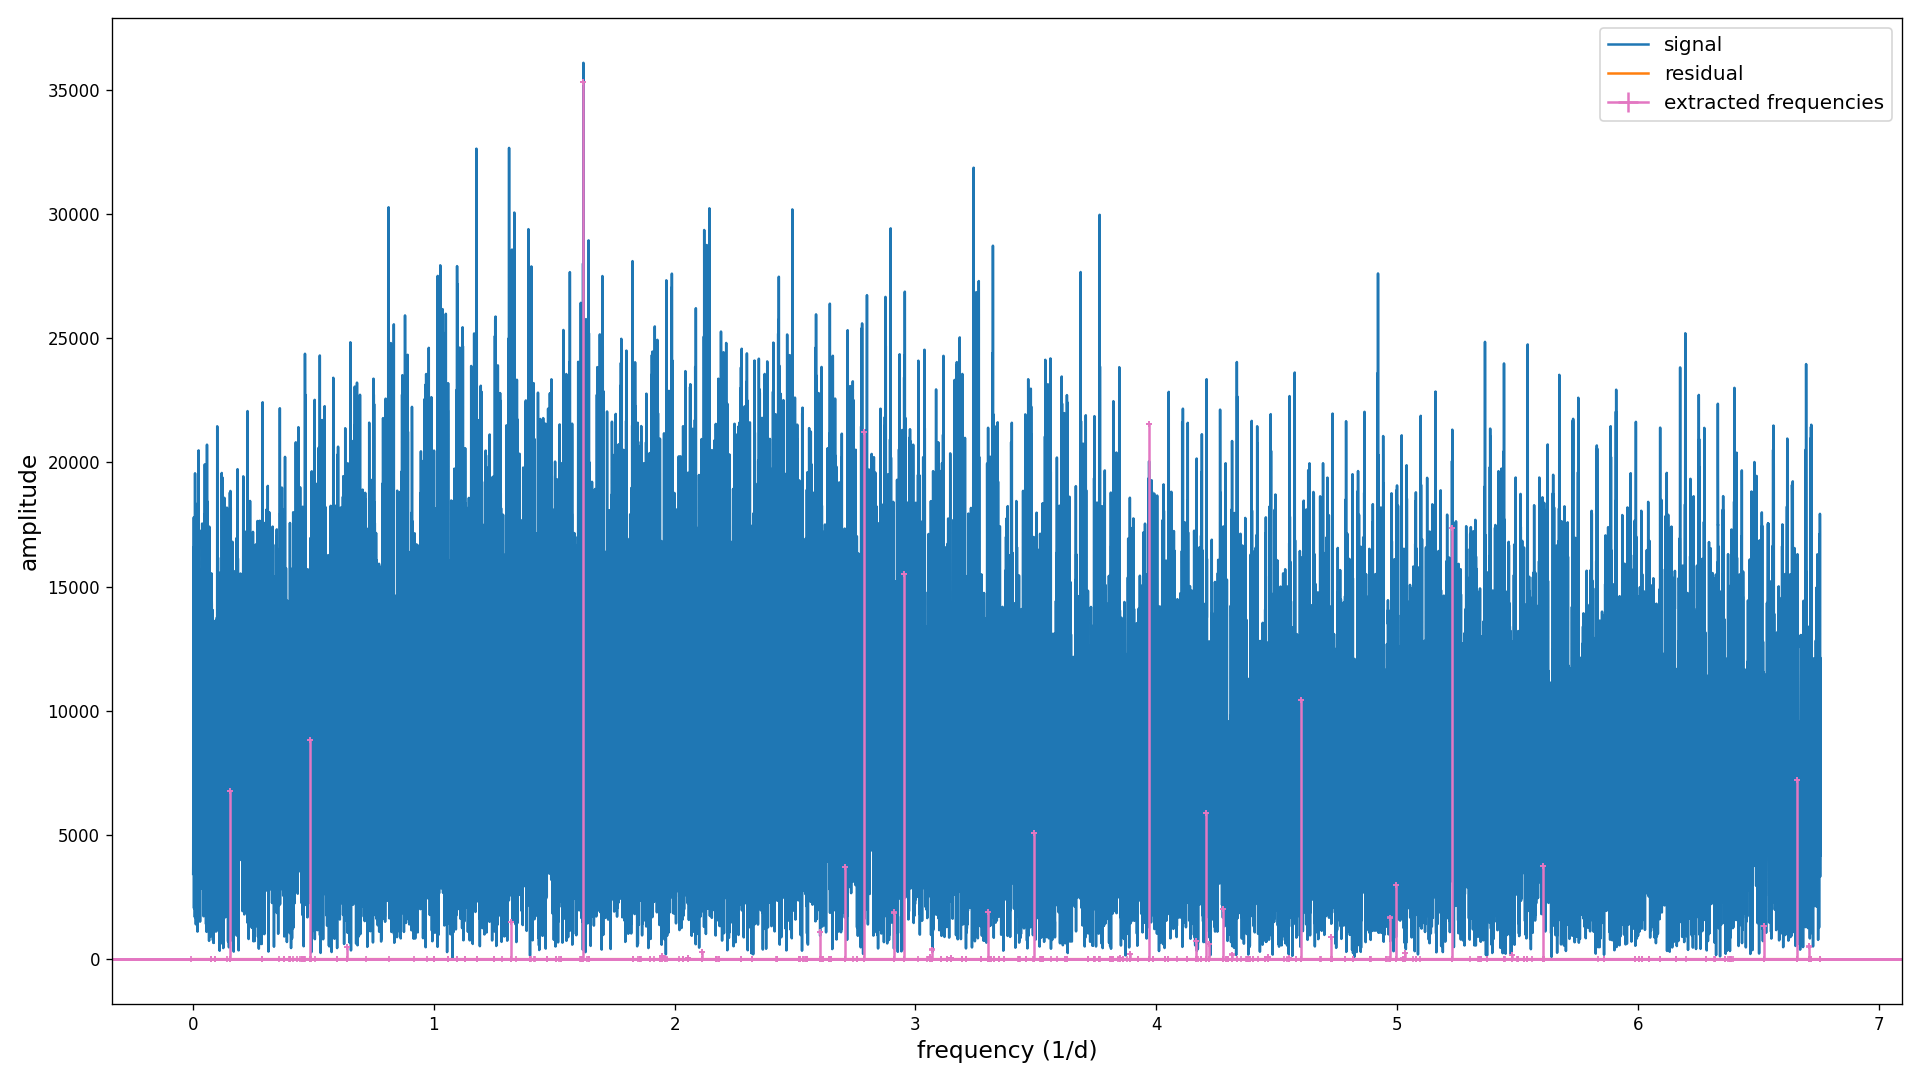 signal
residual
extracted frequencies
amplitude
35000
30000
25000
20000
15000
10000
5000
0
0 1 2 3 4 5 6 7
frequency (1/d)